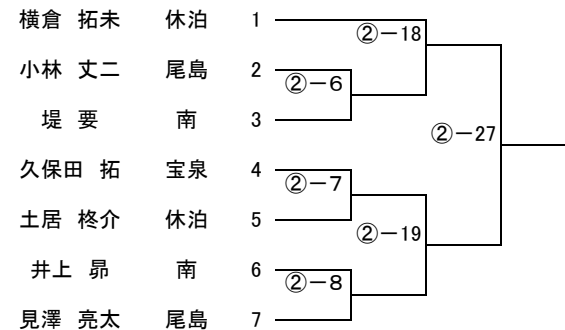 横倉 拓未 休泊 1
②－18
小林 丈二 尾島 2
②－6
堤 要 南 3
②－27
久保田 拓 宝泉 4
②－7
土居 柊介 休泊 5
②－19
井上 昴 南 6
②－8
見澤 亮太 尾島 7